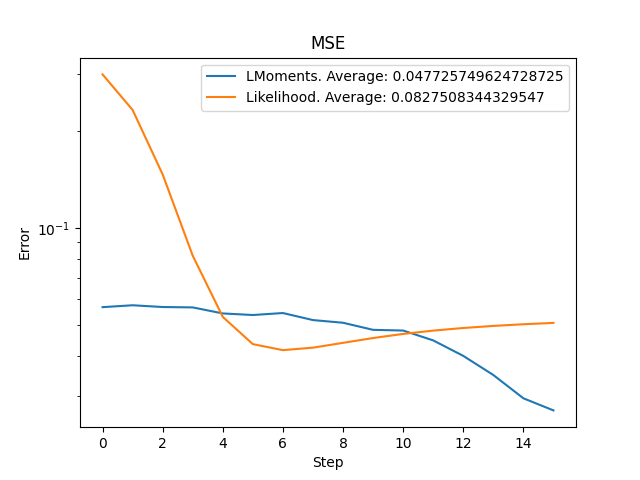 MSE
LMoments. Average: 0.047725749624728725
Likelihood. Average: 0.0827508344329547
10⁻¹
Error
0 2 4 6 8 10 12 14
Step